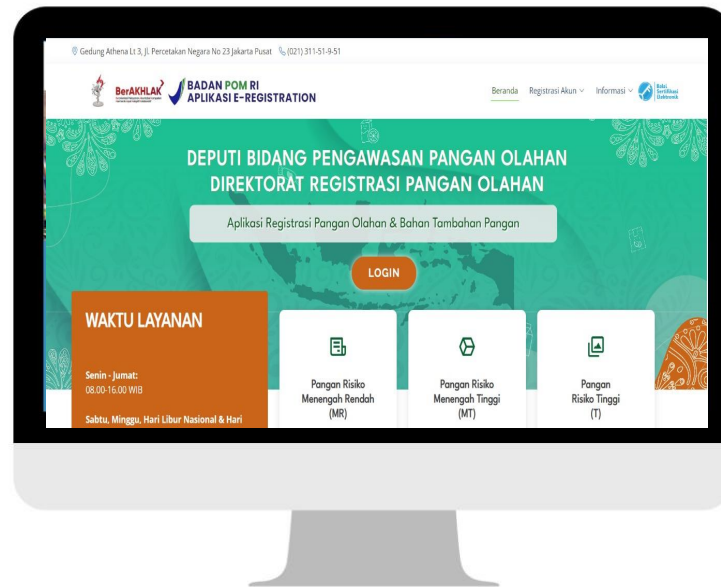 Gedung Athena Lt 3, Jl. Percetakan Negara No 23 Jakarta Pusat (021) 311-51-9-51
BerAKHLAK
BADAN POM RI
APLIKASI E-REGISTRATION
Beranda Registrasi Akun Informasi
Balai
Sertifikasi
Elektronik
DEPUTI BIDANG PENGAWASAN PANGAN OLAHAN
DIREKTORAT REGISTRASI PANGAN OLAHAN
Aplikasi Registrasi Pangan Olahan & Bahan Tambahan Pangan
LOGIN
WAKTU LAYANAN
Senin - Jumat:
08.00-16.00 WIB
Sabtu, Minggu, Hari Libur Nasional & Hari
Pangan Risiko
Menengah Rendah
(MR)
Pangan Risiko
Menengah Tinggi
(MT)
Pangan
Risiko Tinggi
(T)